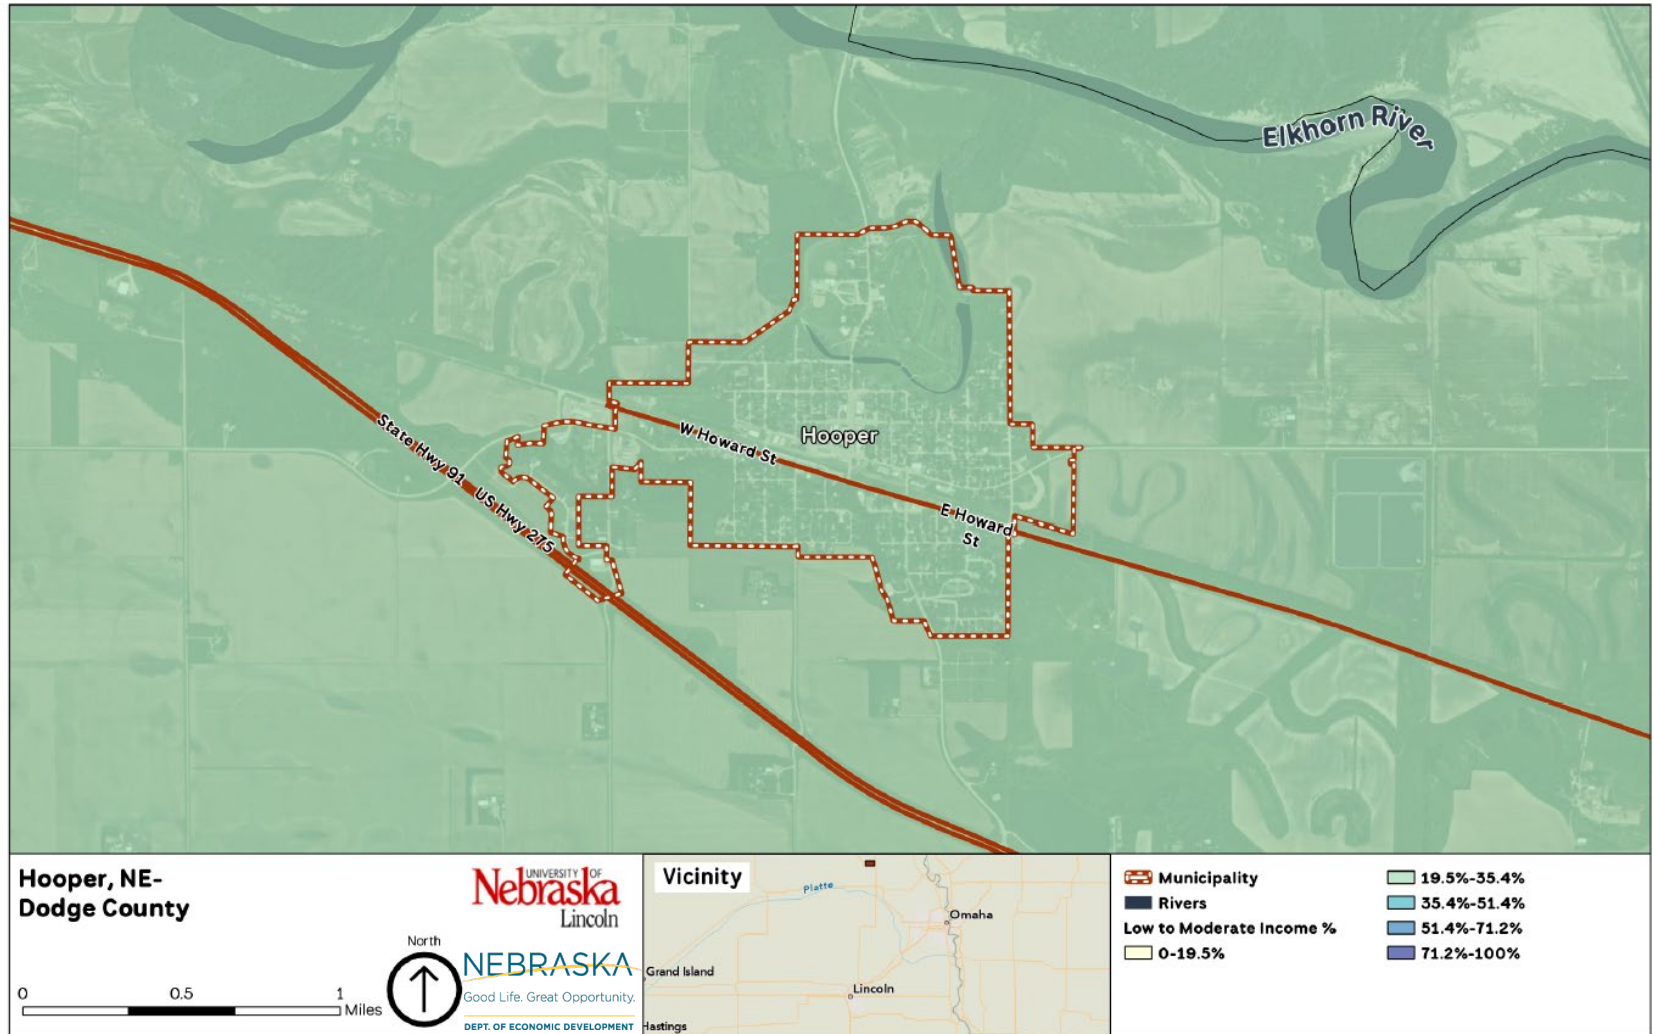 Elkhorn River
State Hwy 91
US Hwy 275
W Howard St
Hooper
E Howard
St
Hooper, NE-
Dodge County
UNIVERSITY OF
Nebraska
Lincoln
North
NEBRASKA
Good Life. Great Opportunity.
DEPT. OF ECONOMIC DEVELOPMENT
0 0.5 1
Miles
Vicinity
Platte
Omaha
Grand Island
Lincoln
Hastings
Municipality
Rivers
Low to Moderate Income %
0-19.5%
19.5%-35.4%
35.4%-51.4%
51.4%-71.2%
71.2%-100%